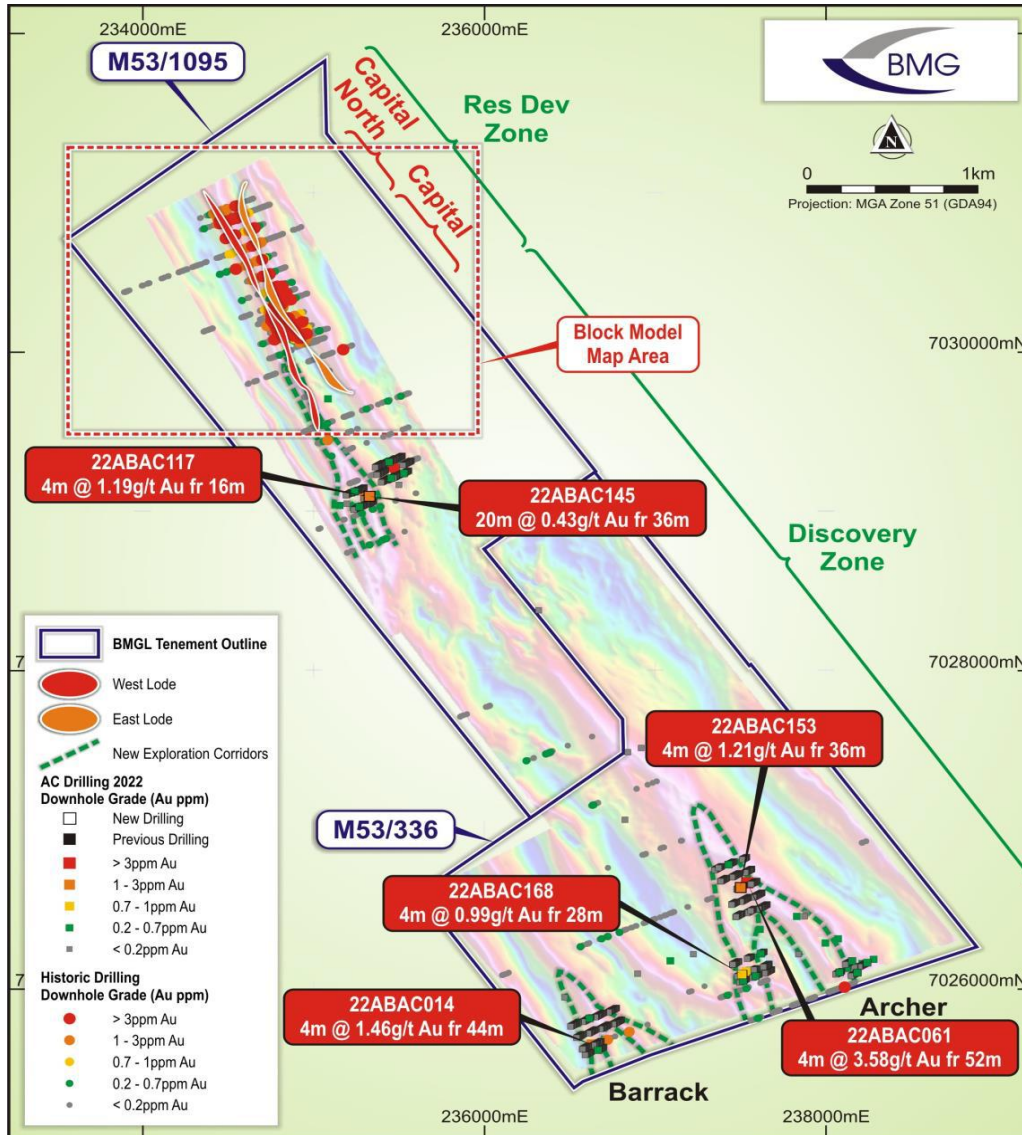 234000mE
236000mE
M53/1095
BMG
N
0
1km
Projection: MGA Zone 51 (GDA94)
Capital
North
Capital
Res Dev
Zone
Block Model
Map Area
7030000mN
22ABAC117
4m @ 1.19g/t Au fr 16m
22ABAC145
20m @ 0.43g/t Au fr 36m
Discovery
Zone
7028000mN
22ABAC153
4m @ 1.21g/t Au fr 36m
M53/336
22ABAC168
4m @ 0.99g/t Au fr 28m
7026000mN
22ABAC014
4m @ 1.46g/t Au fr 44m
Archer
22ABAC061
4m @ 3.58g/t Au fr 52m
Barrack
BMGL Tenement Outline
West Lode
East Lode
New Exploration Corridors
AC Drilling 2022
Downhole Grade (Au ppm)
New Drilling
Previous Drilling
> 3ppm Au
1 - 3ppm Au
0.7 - 1ppm Au
0.2 - 0.7ppm Au
< 0.2ppm Au
Historic Drilling
Downhole Grade (Au ppm)
> 3ppm Au
1 - 3ppm Au
0.7 - 1ppm Au
0.2 - 0.7ppm Au
< 0.2ppm Au
236000mE
238000mE